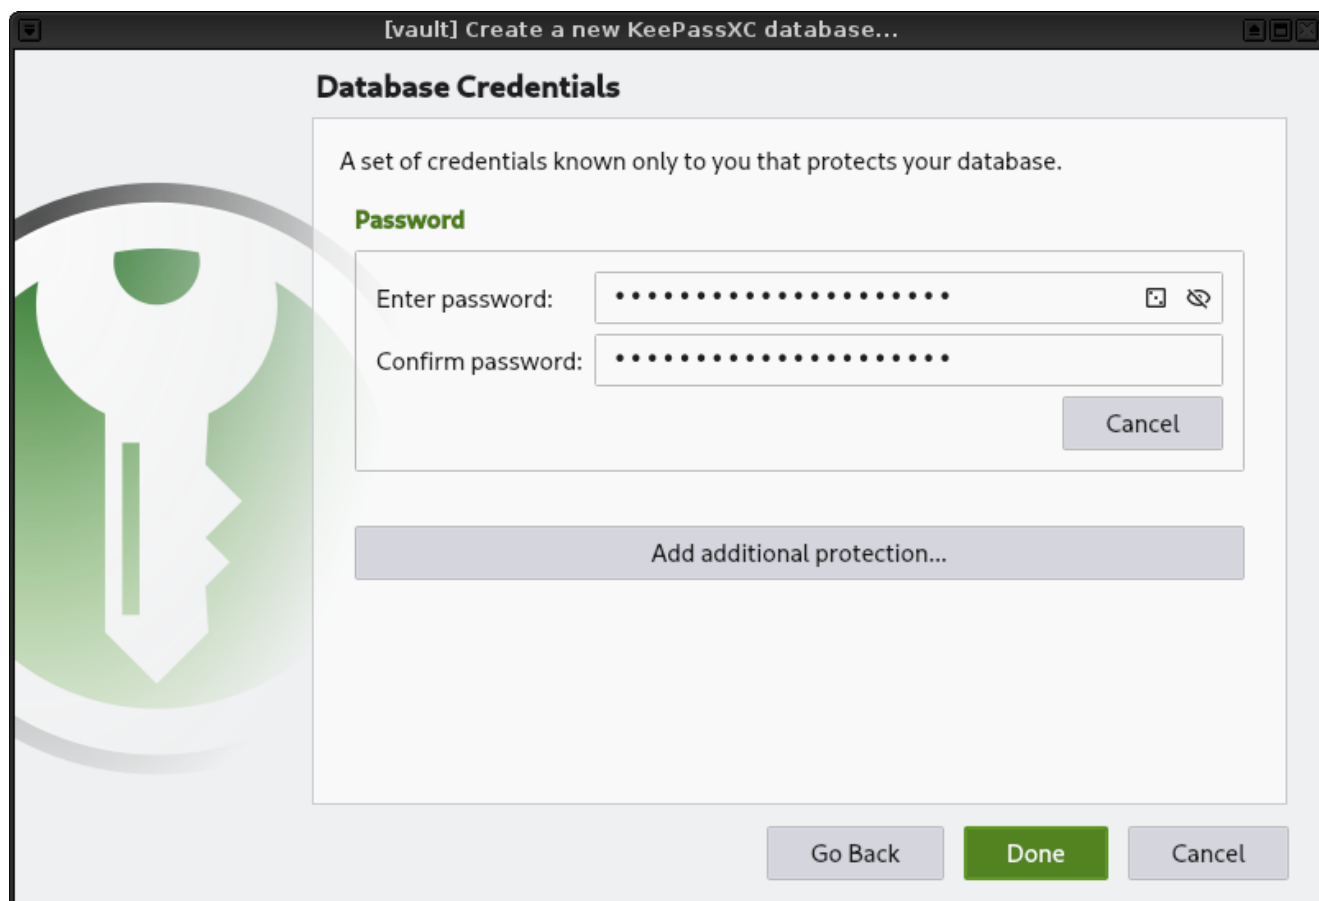 [vault] Create a new KeePassXC database...
Database Credentials
A set of credentials known only to you that protects your database.
Password
Enter password: •••••••••••••••••••••
Confirm password: •••••••••••••••••••••
Cancel
Add additional protection...
Go Back Done Cancel